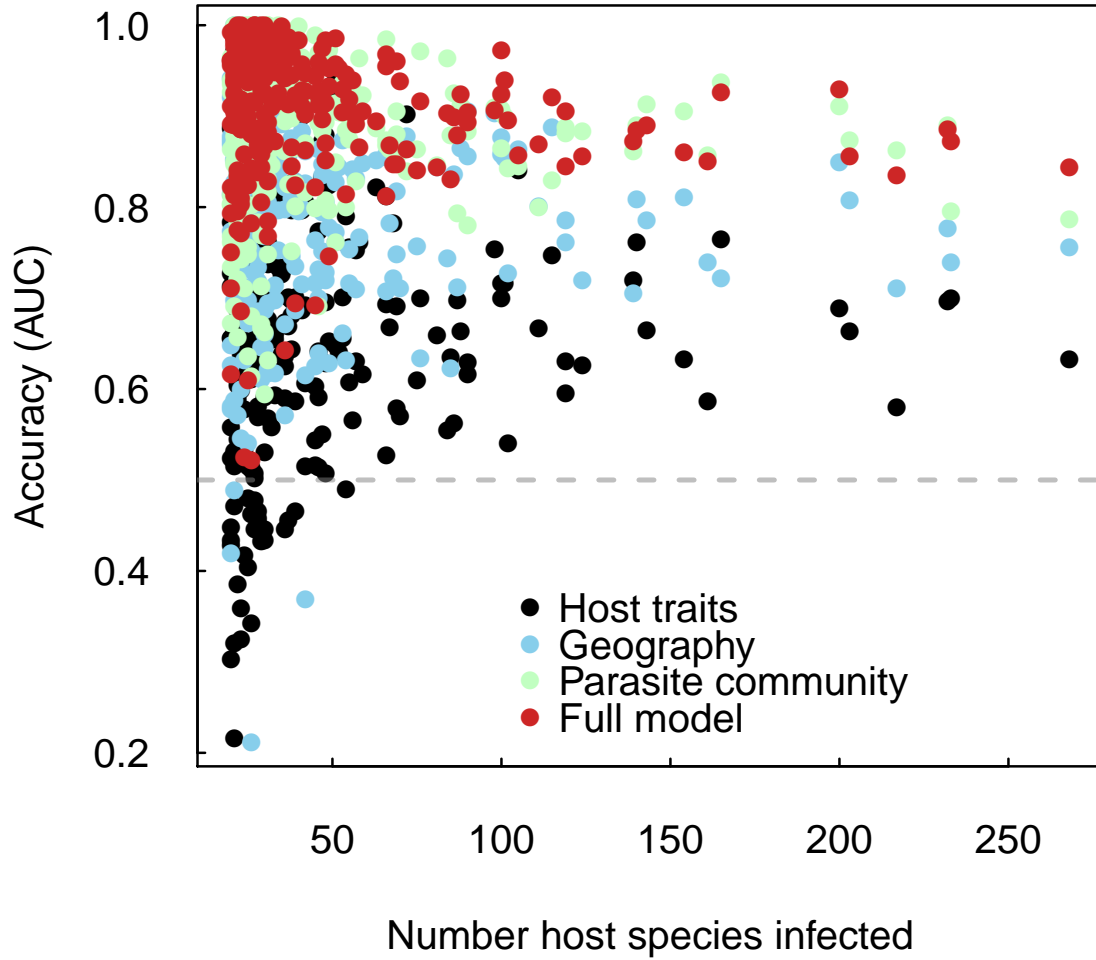 Accuracy (AUC)
1.0
0.8
0.6
0.4
0.2
Host traits
Geography
Parasite community
Full model
50 100 150 200 250
Number host species infected